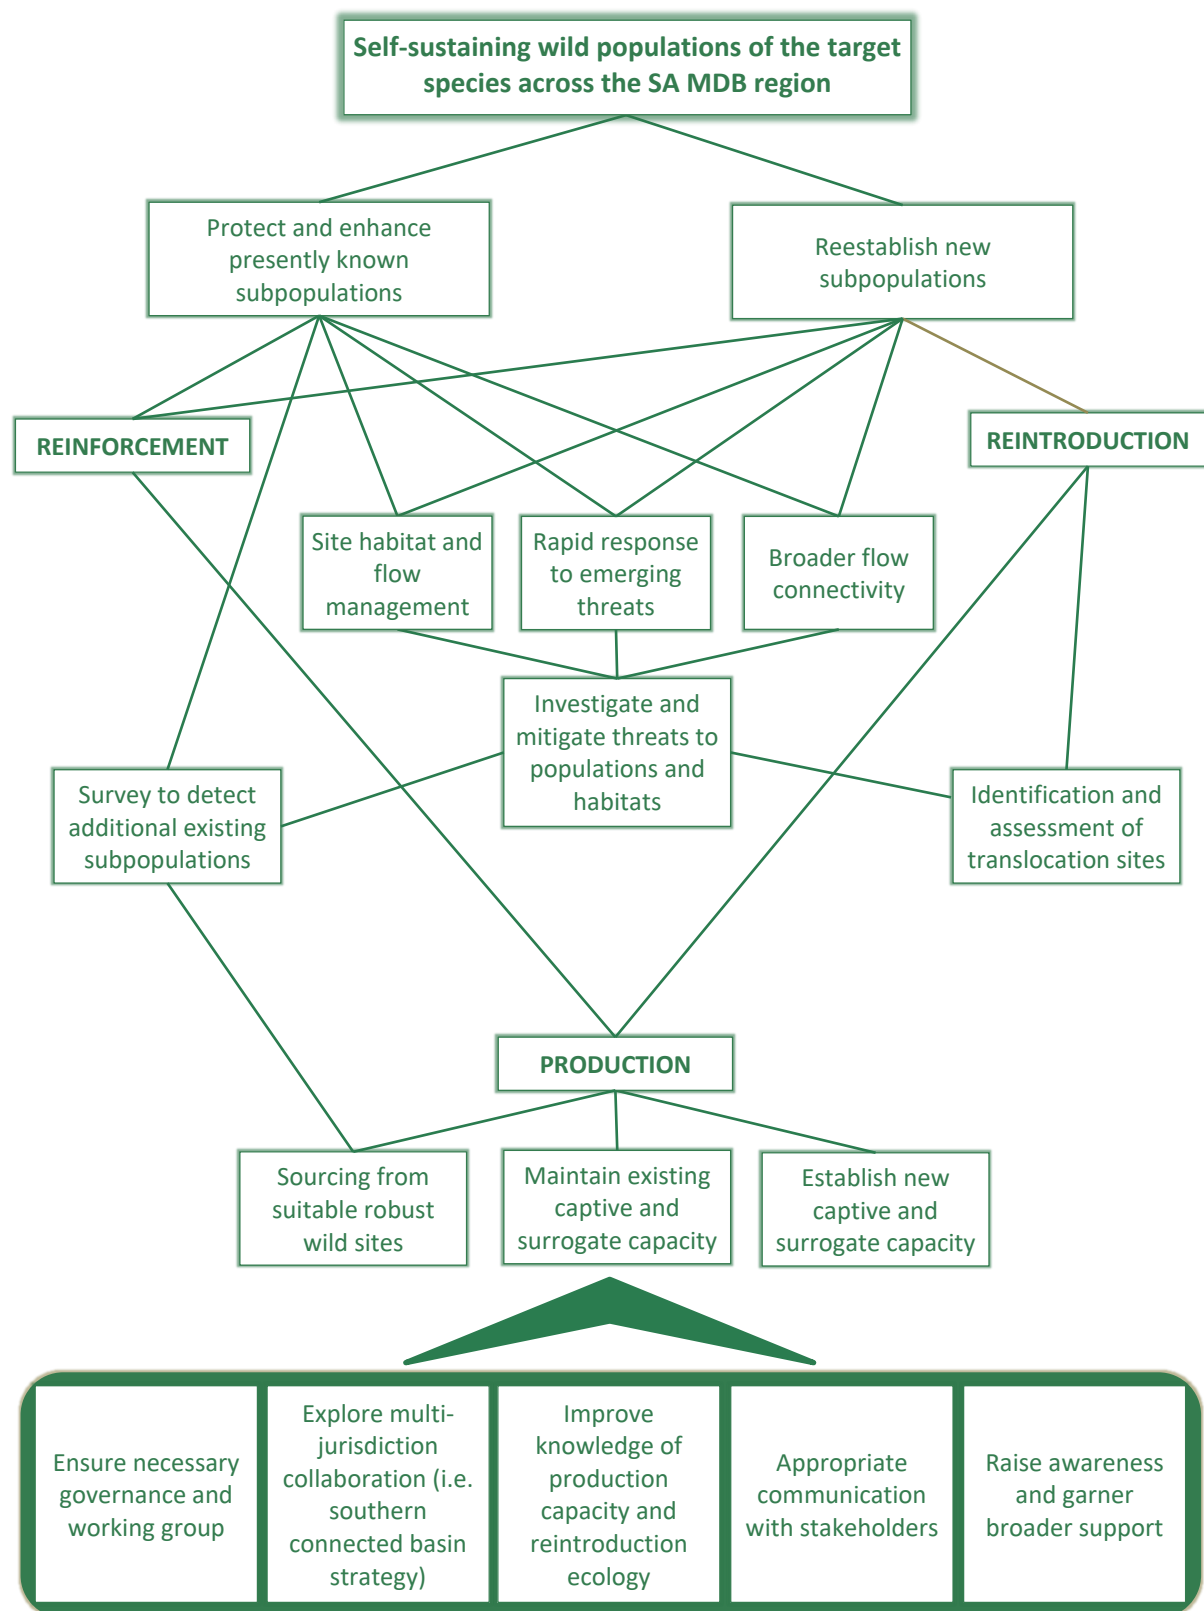 Self-sustaining wild populations of the target
species across the SA MDB region
Protect and enhance
presently known
subpopulations
Reestablish new
subpopulations
REINFORCEMENT
REINTRODUCTION
Site habitat and
flow
management
Rapid response
to emerging
threats
Broader flow
connectivity
Investigate and
mitigate threats to
populations and
habitats
Survey to detect
additional existing
subpopulations
Identification and
assessment of
translocation sites
PRODUCTION
Sourcing from
suitable robust
wild sites
Maintain existing
captive and
surrogate capacity
Establish new
captive and
surrogate capacity
Ensure necessary
governance and
working group
Explore multi-
jurisdiction
collaboration (i.e.
southern
connected basin
strategy)
Improve
knowledge of
production
capacity and
reintroduction
ecology
Appropriate
communication
with stakeholders
Raise awareness
and garner
broader support